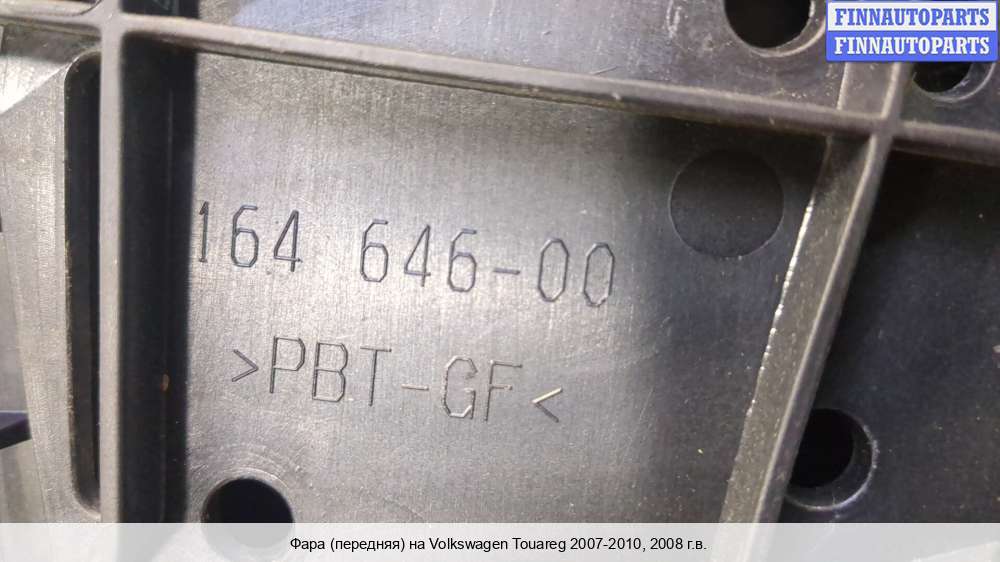 FINNAUTOPARTS
FINNAUTOPARTS
164 646-00
>PBT-GF<
Фара (передняя) на Volkswagen Touareg 2007-2010, 2008 г.в.